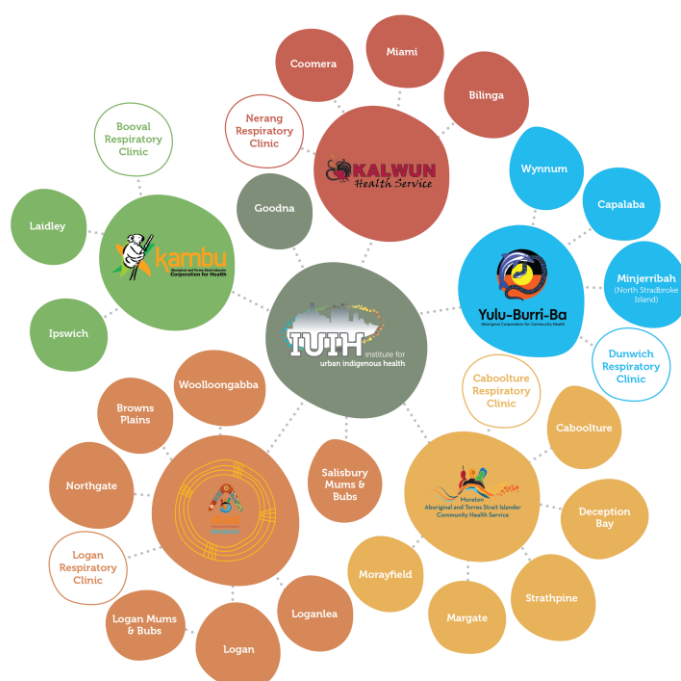 Miami
Coomera
Bilinga
Nerang
Respiratory
Clinic
Booval
Respiratory
Clinic
KALWUN
Health Service
Wynnum
Goodna
Capalaba
Laidley
kambu
Aboriginal and Torres Strait Islander
Corporation for Health
Minjerribah
(North Stradbroke
Island)
Yulu-Burri-Ba
Aboriginal Corporation for Community Health
Ipswich
IUIH
institute for
urban indigenous health
Dunwich
Respiratory
Clinic
Caboolture
Respiratory
Clinic
Woolloongabba
Browns
Plains
Caboolture
Salisbury
Mums &
Bubs
Northgate
Moreton
Aboriginal and Torres Strait Islander
Community Health Service
Deception
Bay
Logan
Respiratory
Clinic
Morayfield
Strathpine
Loganlea
Logan Mums
& Bubs
Margate
Logan